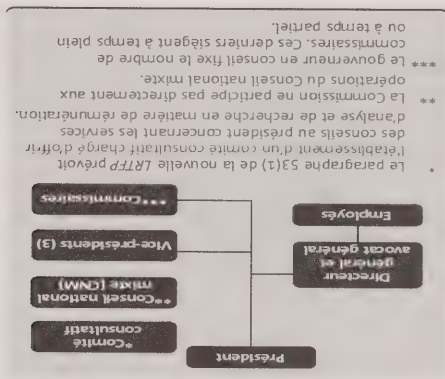 Président
*Comité
consultatif
**Conseil national
mixte (CNM)
Directeur
général et
avocat général
Vice-présidents (3)
Employés
***Commissaires
* Le paragraphe 53(1) de la nouvelle LRTFP prévoit
l'établissement d'un comité consultatif chargé d'offrir
des conseils au président concernant les services
d'analyse et de recherche en matière de rémunération.
** La Commission ne participe pas directement aux
opérations du Conseil national mixte.
*** Le gouverneur en conseil fixe le nombre de
commissaires. Ces derniers siègent à temps plein
ou à temps partiel.